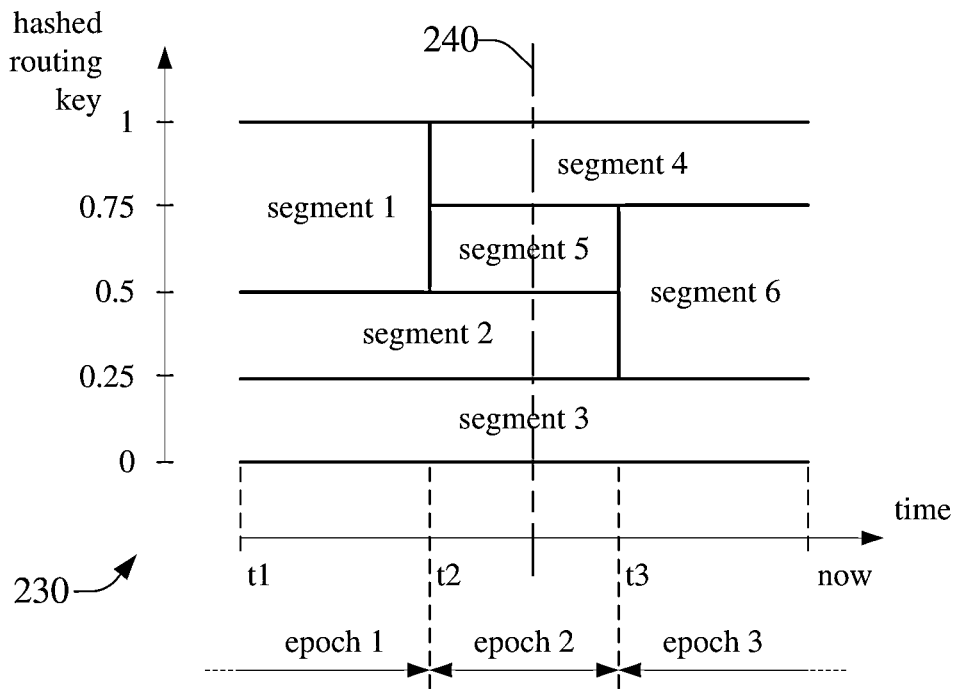 hashed
routing
key
240
1
segment 4
0.75
segment 1
segment 5
0.5
segment 6
segment 2
0.25
segment 3
0
time
t1
t2
t3
now
230
epoch 1
epoch 2
epoch 3